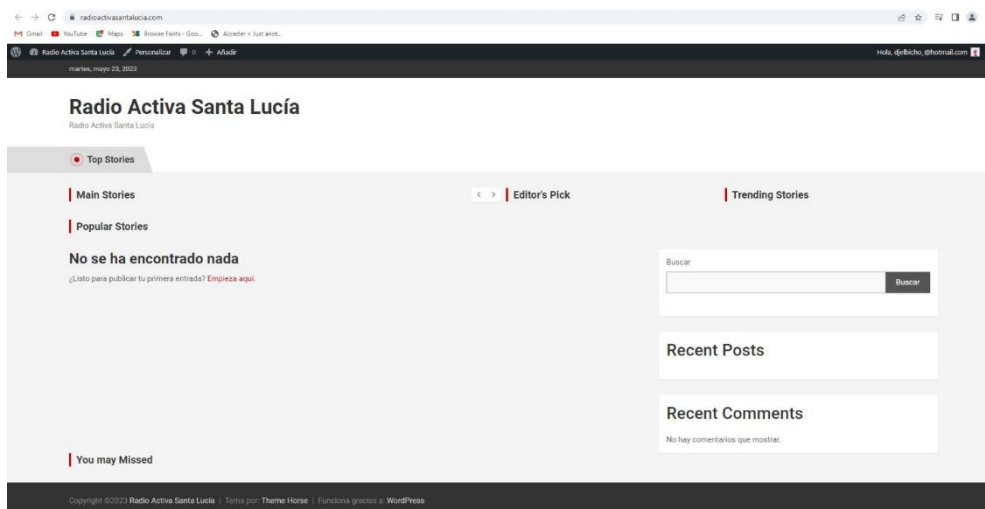 radioactivasantalucia.com
Gmail YouTube Maps Browse Fonts - Goo... Acceder ‹ Just anot...
Radio Activa Santa Lucía Personalizar 0 + Añadir Hola, djelbicho_@hotmail.com
martes, mayo 23, 2023
Radio Activa Santa Lucía
Radio Activa Santa Lucía
Top Stories
Main Stories < > Editor's Pick Trending Stories
Popular Stories
No se ha encontrado nada
¿Listo para publicar tu primera entrada? Empieza aquí.
Buscar
Buscar
Recent Posts
Recent Comments
No hay comentarios que mostrar.
You may Missed
Copyright ©2023 Radio Activa Santa Lucía | Tema por: Theme Horse | Funciona gracias a: WordPress